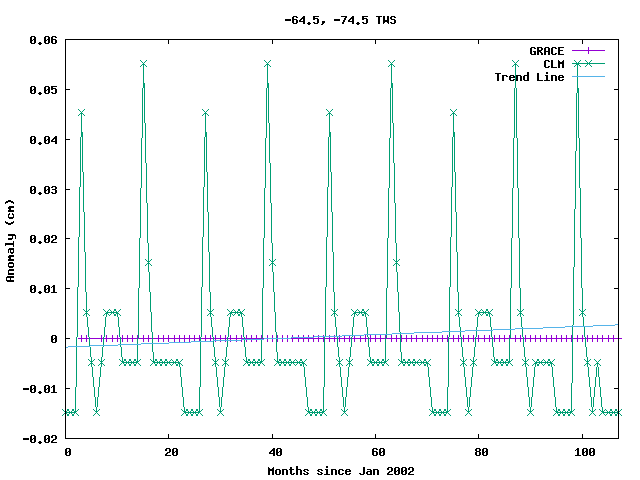 -64.5, -74.5 TWS
0.06
0.05
0.04
0.03
0.02
0.01
0
-0.01
-0.02
Anomaly (cm)
GRACE
CLM
Trend Line
0 20 40 60 80 100
Months since Jan 2002